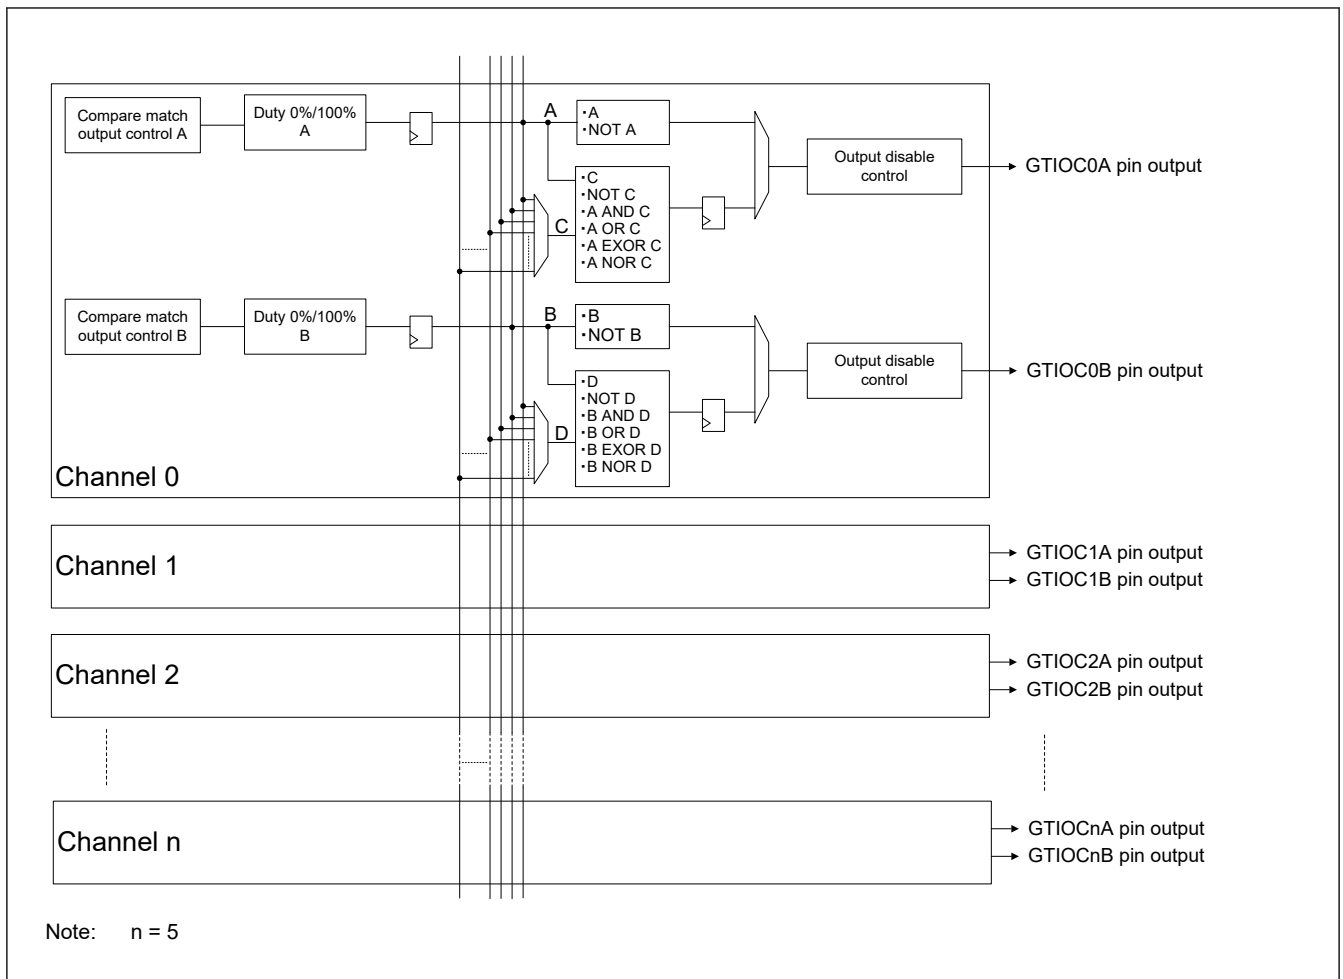 Compare match
output control A
Duty 0%/100%
A
A
・A
・NOT A
Output disable
control
GTIOC0A pin output
C
・C
・NOT C
・A AND C
・A OR C
・A EXOR C
・A NOR C
Compare match
output control B
Duty 0%/100%
B
B
・B
・NOT B
Output disable
control
GTIOC0B pin output
D
・D
・NOT D
・B AND D
・B OR D
・B EXOR D
・B NOR D
Channel 0
Channel 1
GTIOC1A pin output
GTIOC1B pin output
Channel 2
GTIOC2A pin output
GTIOC2B pin output
Channel n
GTIOCnA pin output
GTIOCnB pin output
Note: n = 5